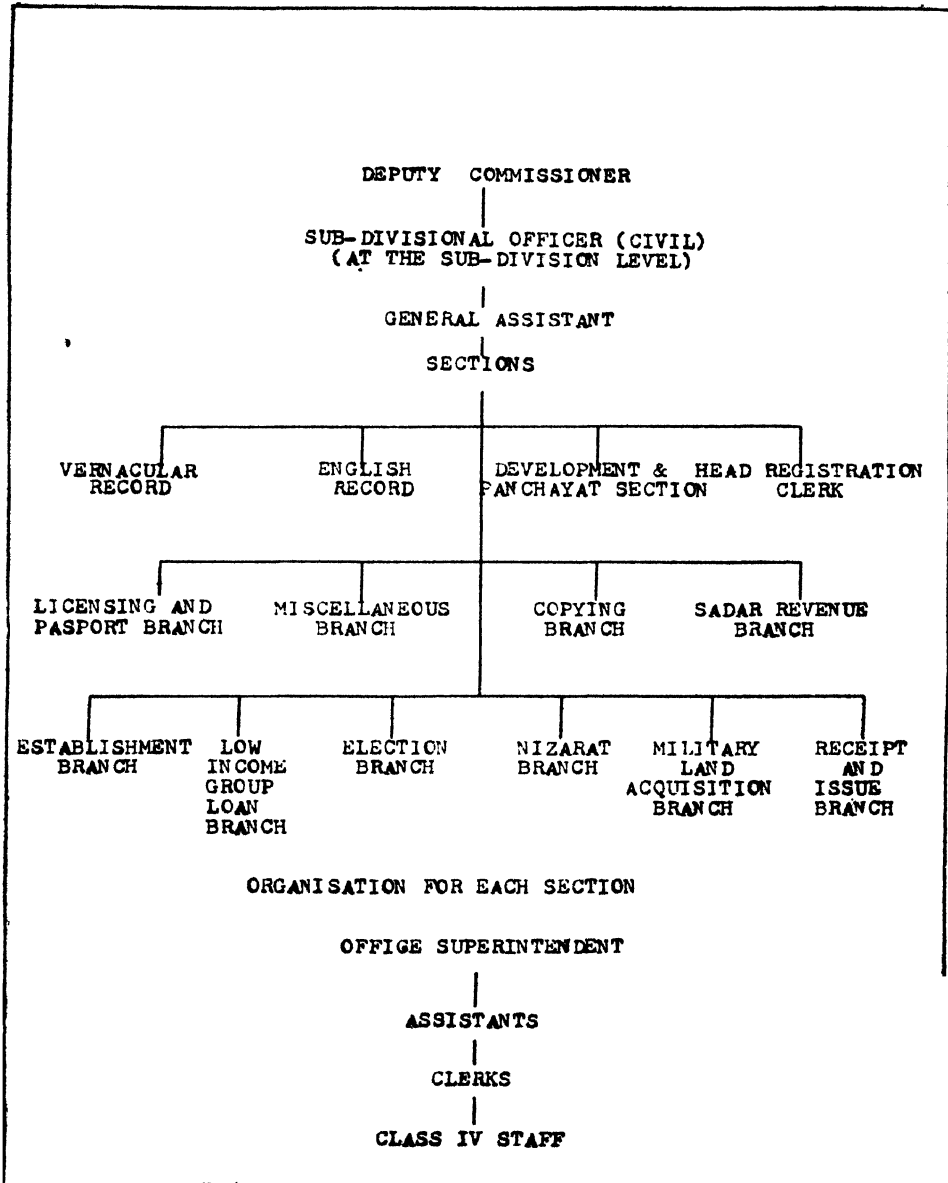 DEPUTY COMMISSIONER
SUB-DIVISIONAL OFFICER (CIVIL)
(AT THE SUB-DIVISION LEVEL)
GENERAL ASSISTANT
SECTIONS
VERNACULAR
RECORD
ENGLISH
RECORD
DEVELOPMENT &
PANCHAYAT SECTION
HEAD REGISTRATION
CLERK
LICENSING AND
PASPORT BRANCH
MISCELLANEOUS
BRANCH
COPYING
BRANCH
SADAR REVENUE
BRANCH
ESTABLISHMENT
BRANCH
LOW
INCOME
GROUP
LOAN
BRANCH
ELECTION
BRANCH
NIZARAT
BRANCH
MILITARY
LAND
ACQUISITION
BRANCH
RECEIPT
AND
ISSUE
BRANCH
ORGANISATION FOR EACH SECTION
OFFIGE SUPERINTENDENT
ASSISTANTS
CLERKS
CLASS IV STAFF